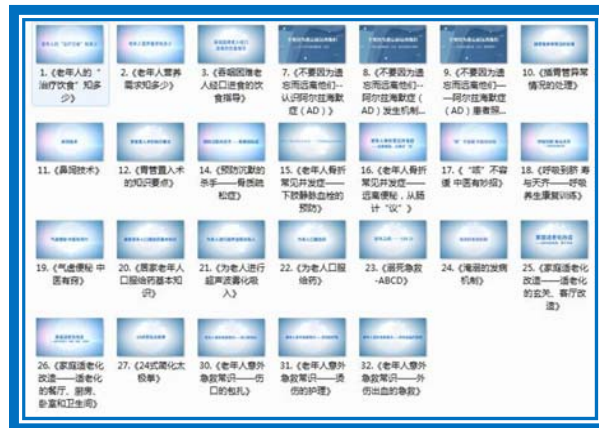 1.《老年人的“
治疗饮食”知多
少》
2.《老年人营养
需求知多少》
3.《吞咽困难老
人经口进食的饮
食指导》
7.《不要因为遗
忘而远离他们--
认识阿尔兹海默
症（AD）》
8.《不要因为遗
忘而远离他们--
阿尔兹海默症（
AD）发生机制...
9.《不要因为遗
忘而远离他们—
—阿尔兹海默症
（AD）患者照...
10.《插胃管异常
情况的处理》
11.《鼻饲技术》
12.《胃管置入术
的知识要点》
14.《预防沉默的
杀手——骨质疏
松症》
15.《老年人骨折
常见并发症——
下肢静脉血栓的
预防》
16.《老年人骨折
常见并发症——
远离便秘，从肠
计“议”》
17.《“咳”不容
缓 中医有妙招》
18.《呼吸到脐 寿
与天齐——呼吸
养生康复训练》
19.《气虚便秘 中
医有窍》
20.《居家老年人
口服给药基本知
识》
21.《为老人进行
超声波雾化吸
入》
22.《为老人口服
给药》
23.《溺死急救
-ABCD》
24.《淹溺的发病
机制》
25.《家庭适老化
改造——适老化
的玄关、客厅改
造》
26.《家庭适老化
改造——适老化
的餐厅、厨房、
卧室和卫生间》
27.《24式简化太
极拳》
30.《老年人意外
急救常识——伤
口的包扎》
31.《老年人意外
急救常识——烫
伤的护理》
32.《老年人意外
急救常识——外
伤出血的急救》